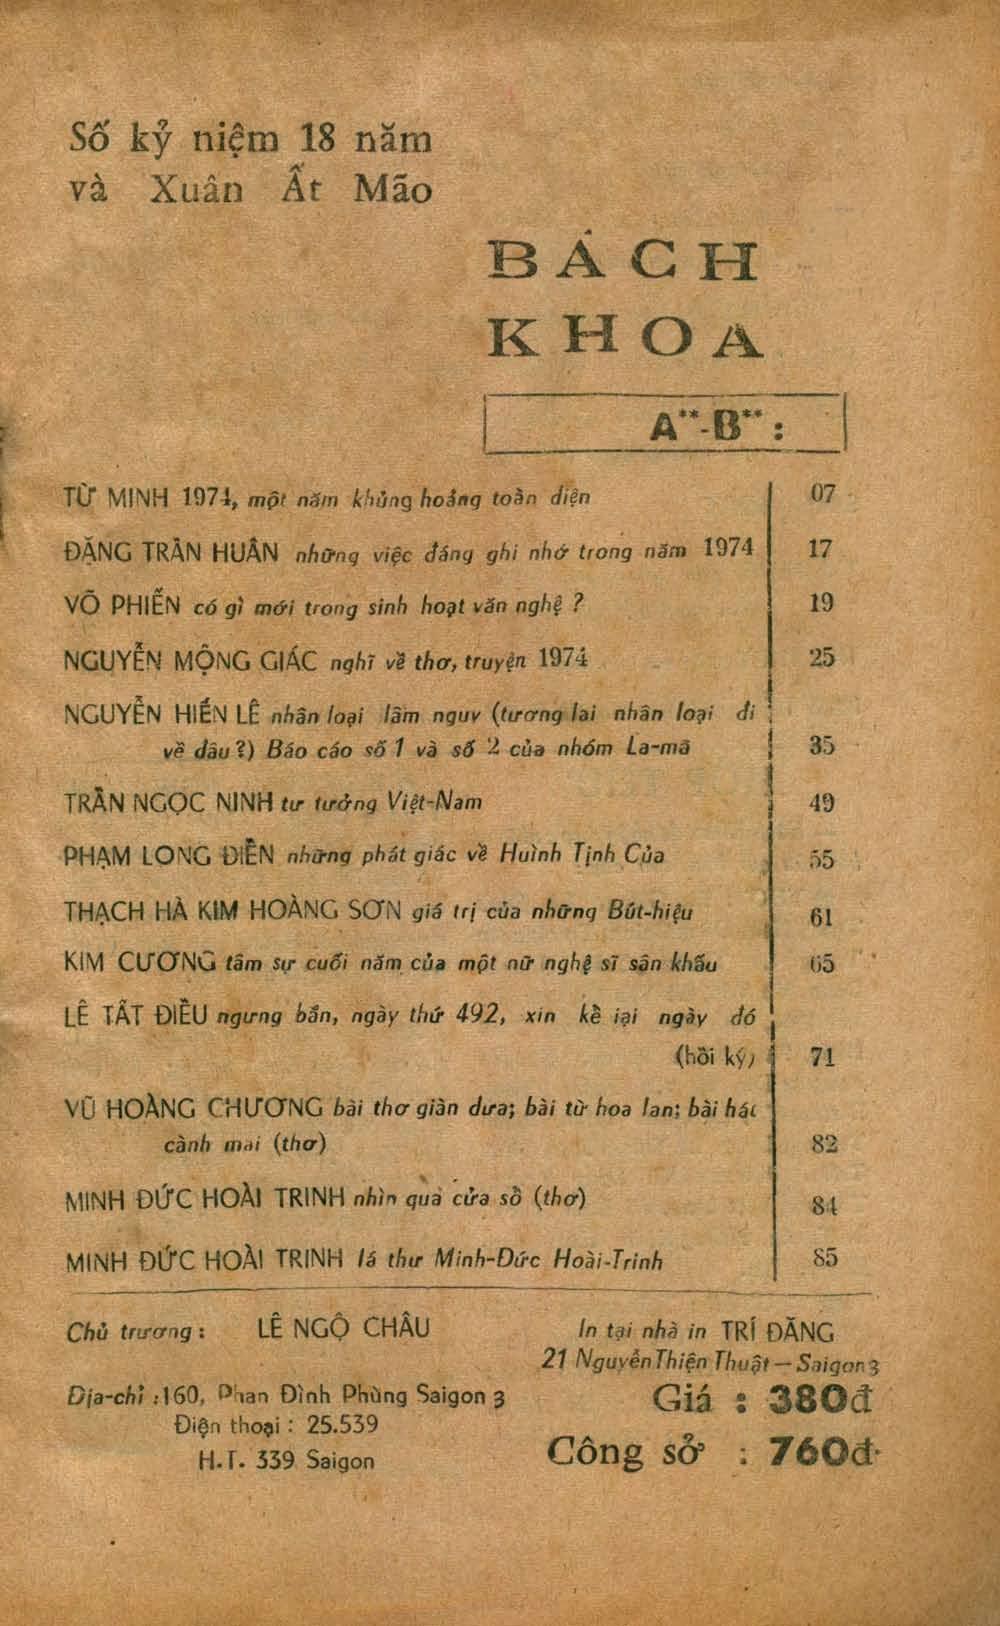 Số kỷ niệm 18 năm
và Xuân Ất Mão
BÁCH
KHOA
A**-B** :
TỪ MINH 1974, một năm khủng hoảng toàn diện 07
ĐẶNG TRẦN HUÂN những việc đáng ghi nhớ trong năm 1974 17
VÕ PHIẾN có gì mới trong sinh hoạt văn nghệ ? 19
NGUYỄN MỘNG GIÁC nghĩ về thơ, truyện 1974 25
NGUYỄN HIẾN LÊ nhân loại lâm nguy (tương lai nhân loại đi
về đâu ?) Báo cáo số 1 và số 2 của nhóm La-mã 35
TRẦN NGỌC NINH tư tưởng Việt-Nam 49
PHẠM LONG ĐIỀN những phát giác về Huình Tịnh Của 55
THẠCH HÀ KIM HOÀNG SƠN giá trị của những Bút-hiệu 61
KIM CƯƠNG tâm sự cuối năm của một nữ nghệ sĩ sân khấu 65
LÊ TẤT ĐIỀU ngưng bắn, ngày thứ 492, xin kể lại ngày đó
(hồi ký) 71
VŨ HOÀNG CHƯƠNG bài thơ giàn dưa; bài từ hoa lan; bài hát
cành mai (thơ) 82
MINH ĐỨC HOÀI TRINH nhìn qua cửa sổ (thơ) 84
MINH ĐỨC HOÀI TRINH lá thư Minh-Đức Hoài-Trinh 85
Chủ trương : LÊ NGỘ CHÂU
Địa-chỉ : 160, Phan Đình Phùng Saigon 3
Điện thoại : 25.539
H.T. 339 Saigon
In tại nhà in TRÍ ĐĂNG
21 Nguyễn Thiện Thuật — Saigon 3
Giá : 380đ
Công sở : 760đ